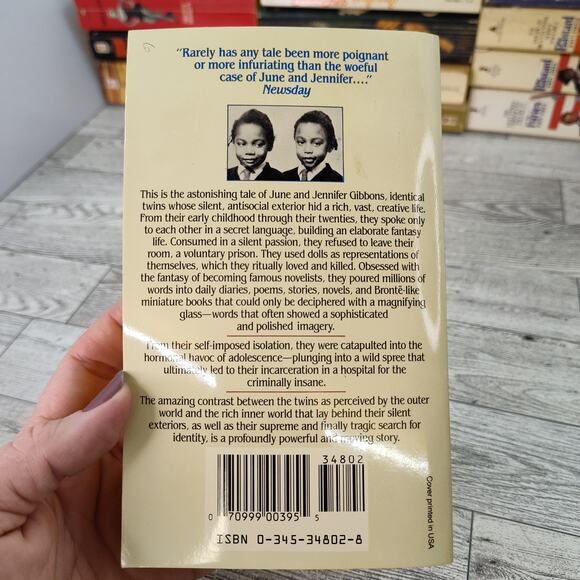 "Rarely has any tale been more poignant
or more infuriating than the woeful
case of June and Jennifer...."
Newsday
This is the astonishing tale of June and Jennifer Gibbons, identical
twins whose silent, antisocial exterior hid a rich, vast, creative life.
From their early childhood through their twenties, they spoke only
to each other in a secret language, building an elaborate fantasy
life. Consumed in a silent passion, they refused to leave their
room, a voluntary prison. They used dolls as representations of
themselves, which they ritually loved and killed. Obsessed with
the fantasy of becoming famous novelists, they poured millions of
words into daily diaries, poems, stories, novels, and Brontë-like
miniature books that could only be deciphered with a magnifying
glass—words that often showed a sophisticated
and polished imagery.
From their self-imposed isolation, they were catapulted into the
hormonal havoc of adolescence—plunging into a wild spree that
ultimately led to their incarceration in a hospital for the
criminally insane.
The amazing contrast between the twins as perceived by the outer
world and the rich inner world that lay behind their silent
exteriors, as well as their supreme and finally tragic search for
identity, is a profoundly powerful and moving story.
34802
0 70999 00395 5
ISBN 0-345-34802-8
Cover printed in USA